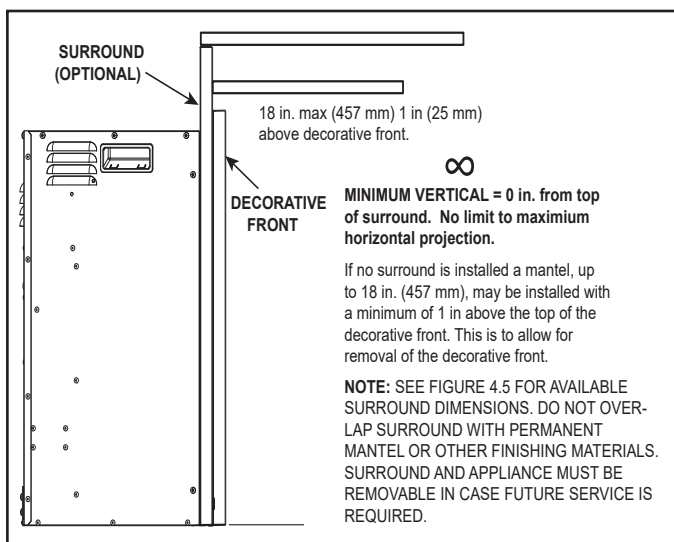 SURROUND
(OPTIONAL)
18 in. max (457 mm) 1 in (25 mm)
above decorative front.
∞
DECORATIVE
FRONT
MINIMUM VERTICAL = 0 in. from top
of surround. No limit to maximium
horizontal projection.
If no surround is installed a mantel, up
to 18 in. (457 mm), may be installed with
a minimum of 1 in above the top of the
decorative front. This is to allow for
removal of the decorative front.
NOTE: SEE FIGURE 4.5 FOR AVAILABLE
SURROUND DIMENSIONS. DO NOT OVER-
LAP SURROUND WITH PERMANENT
MANTEL OR OTHER FINISHING MATERIALS.
SURROUND AND APPLIANCE MUST BE
REMOVABLE IN CASE FUTURE SERVICE IS
REQUIRED.